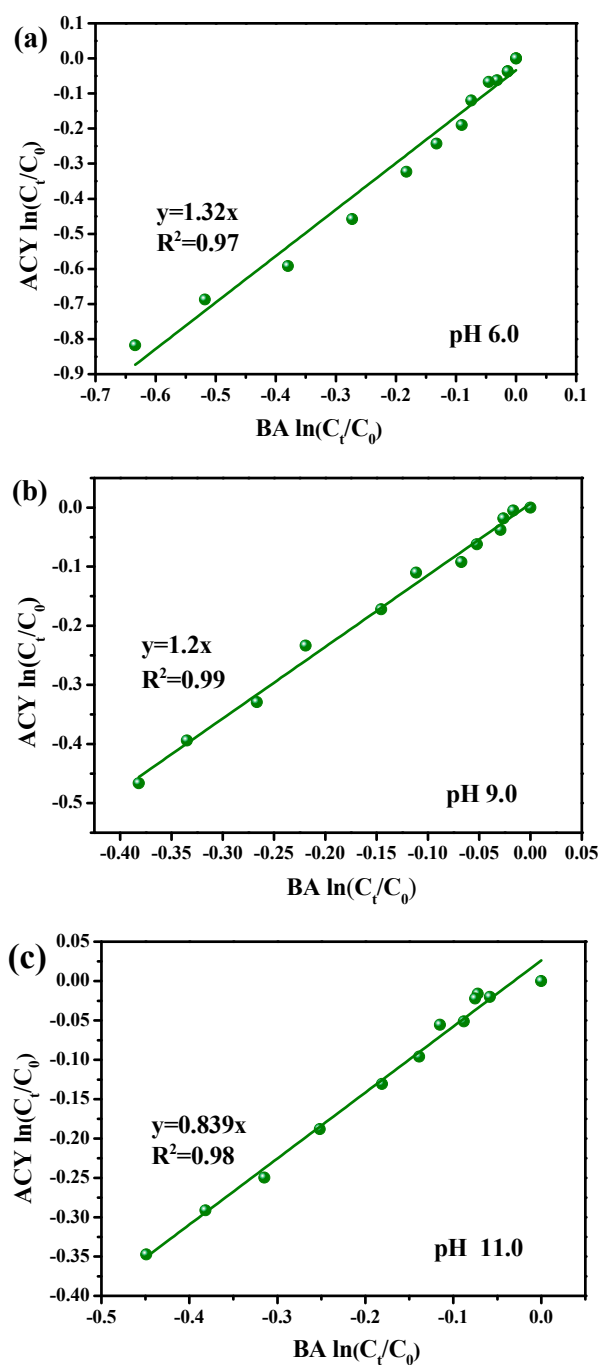 (a)
0.1
0.0
-0.1
-0.2
-0.3
-0.4
-0.5
-0.6
-0.7
-0.8
-0.9
ACY ln(Cₜ/C₀)
y=1.32x
R²=0.97
pH 6.0
-0.7 -0.6 -0.5 -0.4 -0.3 -0.2 -0.1 0.0 0.1
BA ln(Cₜ/C₀)
(b)
0.0
-0.1
-0.2
-0.3
-0.4
-0.5
ACY ln(Cₜ/C₀)
y=1.2x
R²=0.99
pH 9.0
-0.40 -0.35 -0.30 -0.25 -0.20 -0.15 -0.10 -0.05 0.00 0.05
BA ln(Cₜ/C₀)
(c)
0.05
0.00
-0.05
-0.10
-0.15
-0.20
-0.25
-0.30
-0.35
-0.40
ACY ln(Cₜ/C₀)
y=0.839x
R²=0.98
pH 11.0
-0.5 -0.4 -0.3 -0.2 -0.1 0.0
BA ln(Cₜ/C₀)